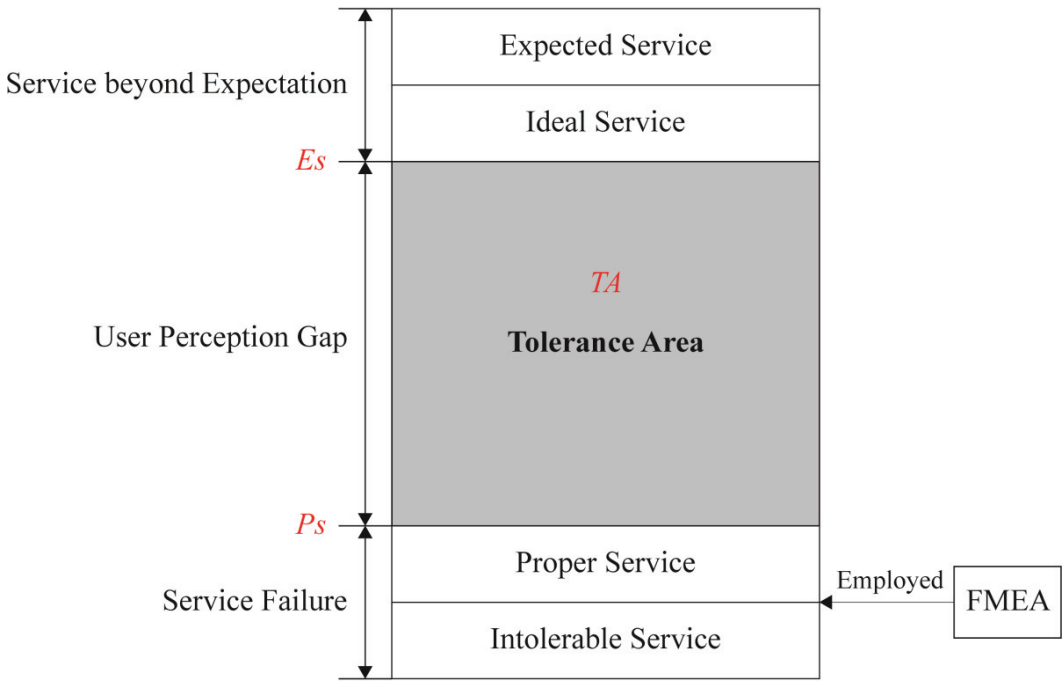 Expected Service
Service beyond Expectation
Ideal Service
Es
TA
User Perception Gap
Tolerance Area
Ps
Proper Service
Employed
FMEA
Service Failure
Intolerable Service